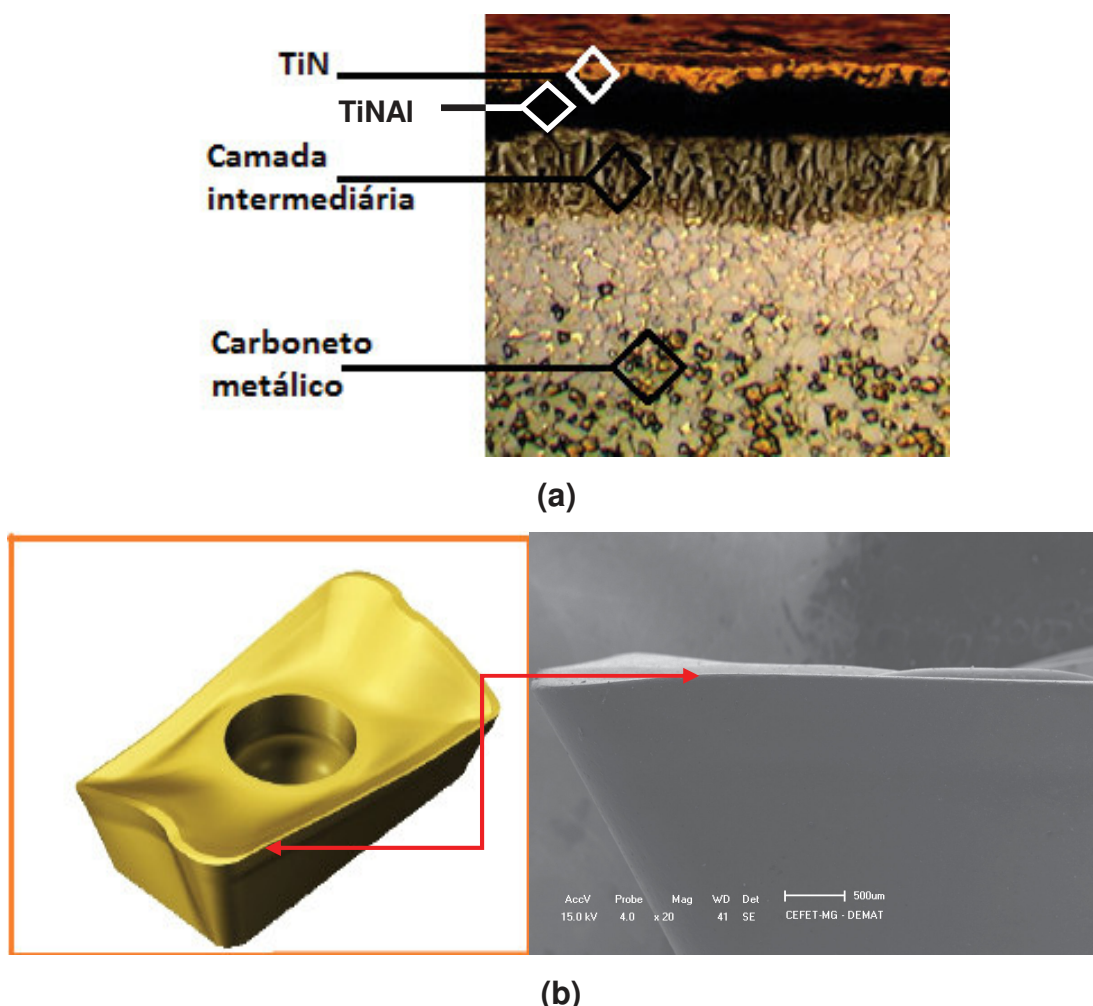 TiN
TiNAl
Camada
intermediária
Carboneto
metálico
(a)
AccV Probe Mag WD Det 500um
15.0 kV 4.0 x 20 41 SE CEFET-MG - DEMAT
(b)